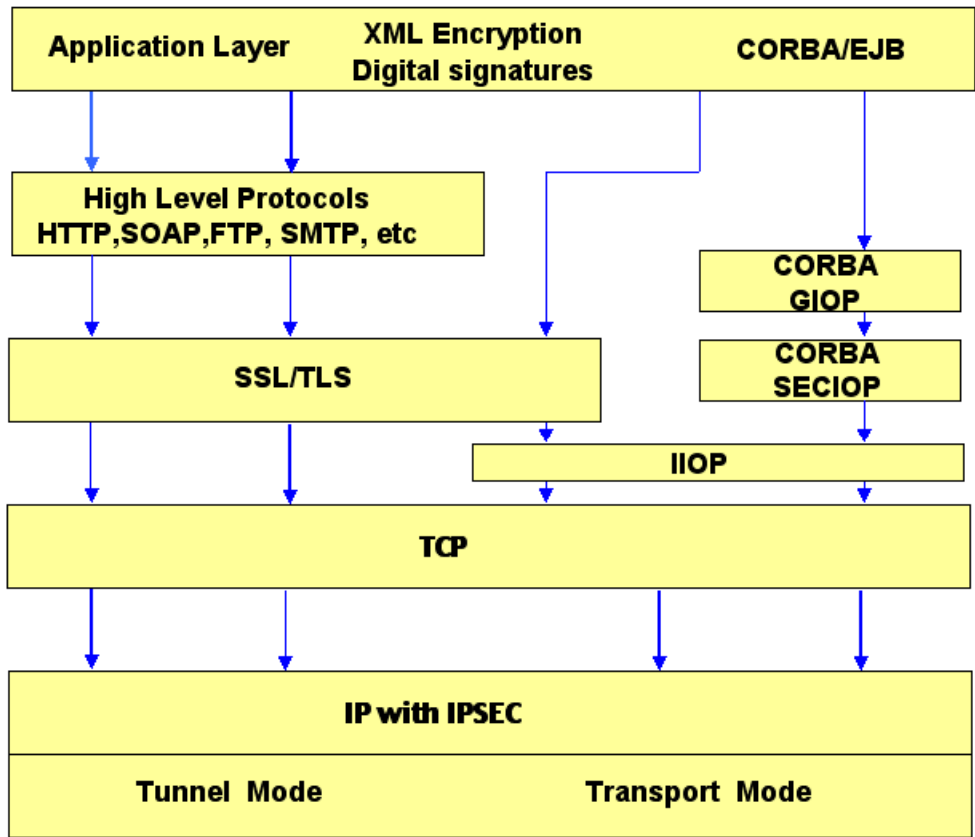 Application Layer
XML Encryption
Digital signatures
CORBA/EJB
High Level Protocols
HTTP,SOAP,FTP, SMTP, etc
CORBA
GIOP
SSL/TLS
CORBA
SECIOP
IIOP
TCP
IP with IPSEC
Tunnel Mode
Transport Mode